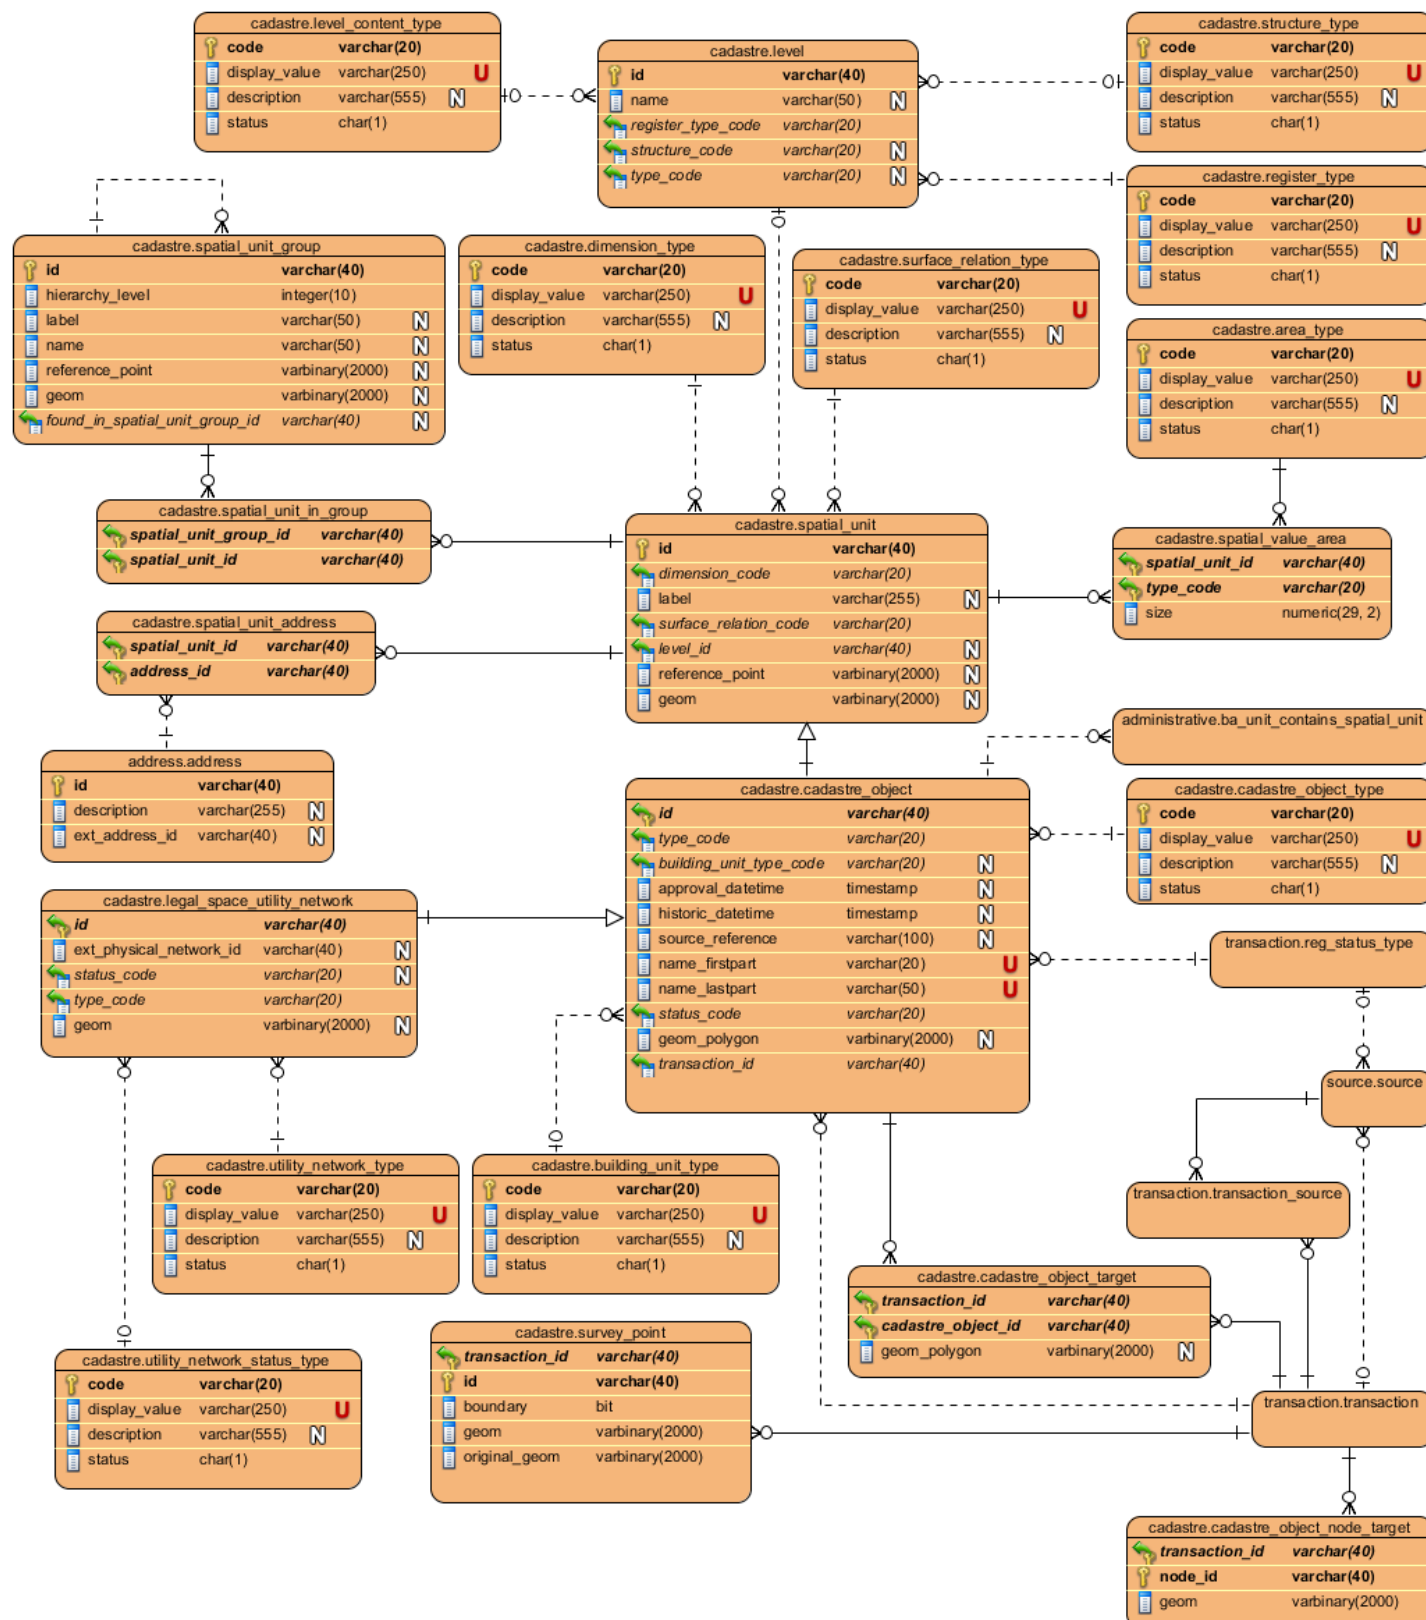 cadastre.level_content_type
code varchar(20)
display_value varchar(250) U
description varchar(555) N
status char(1)
cadastre.level
id varchar(40)
name varchar(50) N
register_type_code varchar(20)
structure_code varchar(20) N
type_code varchar(20) N
cadastre.structure_type
code varchar(20)
display_value varchar(250) U
description varchar(555) N
status char(1)
cadastre.register_type
code varchar(20)
display_value varchar(250) U
description varchar(555) N
status char(1)
cadastre.spatial_unit_group
id varchar(40)
hierarchy_level integer(10)
label varchar(50) N
name varchar(50) N
reference_point varbinary(2000) N
geom varbinary(2000) N
found_in_spatial_unit_group_id varchar(40) N
cadastre.dimension_type
code varchar(20)
display_value varchar(250) U
description varchar(555) N
status char(1)
cadastre.surface_relation_type
code varchar(20)
display_value varchar(250) U
description varchar(555) N
status char(1)
cadastre.area_type
code varchar(20)
display_value varchar(250) U
description varchar(555) N
status char(1)
cadastre.spatial_unit_in_group
spatial_unit_group_id varchar(40)
spatial_unit_id varchar(40)
cadastre.spatial_unit
id varchar(40)
dimension_code varchar(20)
label varchar(255) N
surface_relation_code varchar(20)
level_id varchar(40) N
reference_point varbinary(2000) N
geom varbinary(2000) N
cadastre.spatial_value_area
spatial_unit_id varchar(40)
type_code varchar(20)
size numeric(29, 2)
cadastre.spatial_unit_address
spatial_unit_id varchar(40)
address_id varchar(40)
administrative.ba_unit_contains_spatial_unit
address.address
id varchar(40)
description varchar(255) N
ext_address_id varchar(40) N
cadastre.cadastre_object
id varchar(40)
type_code varchar(20)
building_unit_type_code varchar(20) N
approval_datetime timestamp N
historic_datetime timestamp N
source_reference varchar(100) N
name_firstpart varchar(20) U
name_lastpart varchar(50) U
status_code varchar(20)
geom_polygon varbinary(2000) N
transaction_id varchar(40)
cadastre.cadastre_object_type
code varchar(20)
display_value varchar(250) U
description varchar(555) N
status char(1)
cadastre.legal_space_utility_network
id varchar(40)
ext_physical_network_id varchar(40) N
status_code varchar(20) N
type_code varchar(20)
geom varbinary(2000) N
transaction.reg_status_type
source.source
transaction.transaction_source
cadastre.utility_network_type
code varchar(20)
display_value varchar(250) U
description varchar(555) N
status char(1)
cadastre.building_unit_type
code varchar(20)
display_value varchar(250) U
description varchar(555) N
status char(1)
cadastre.cadastre_object_target
transaction_id varchar(40)
cadastre_object_id varchar(40)
geom_polygon varbinary(2000) N
cadastre.survey_point
transaction_id varchar(40)
id varchar(40)
boundary bit
geom varbinary(2000)
original_geom varbinary(2000)
cadastre.utility_network_status_type
code varchar(20)
display_value varchar(250) U
description varchar(555) N
status char(1)
transaction.transaction
cadastre.cadastre_object_node_target
transaction_id varchar(40)
node_id varchar(40)
geom varbinary(2000)